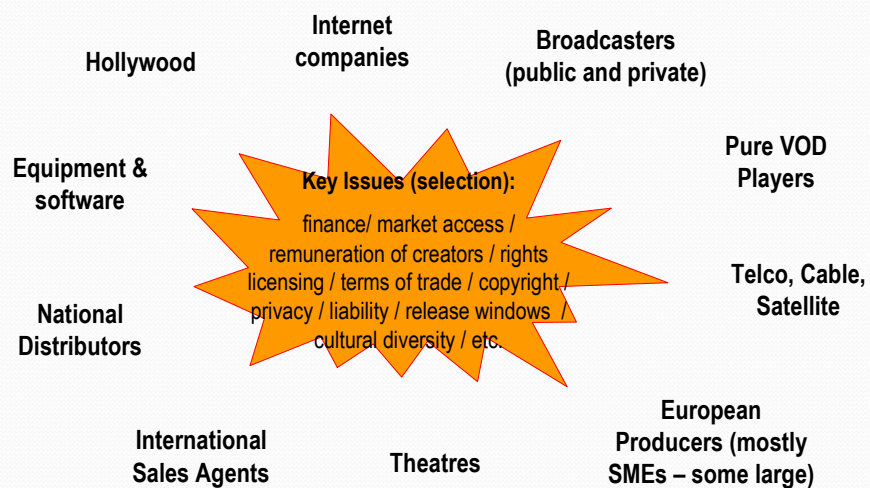 Internet
companies
Broadcasters
(public and private)
Hollywood
Pure VOD
Players
Equipment &
software
Key Issues (selection):
finance/ market access /
remuneration of creators / rights
licensing / terms of trade / copyright /
privacy / liability / release windows /
cultural diversity / etc.
Telco, Cable,
Satellite
National
Distributors
European
Producers (mostly
SMEs – some large)
International
Sales Agents
Theatres